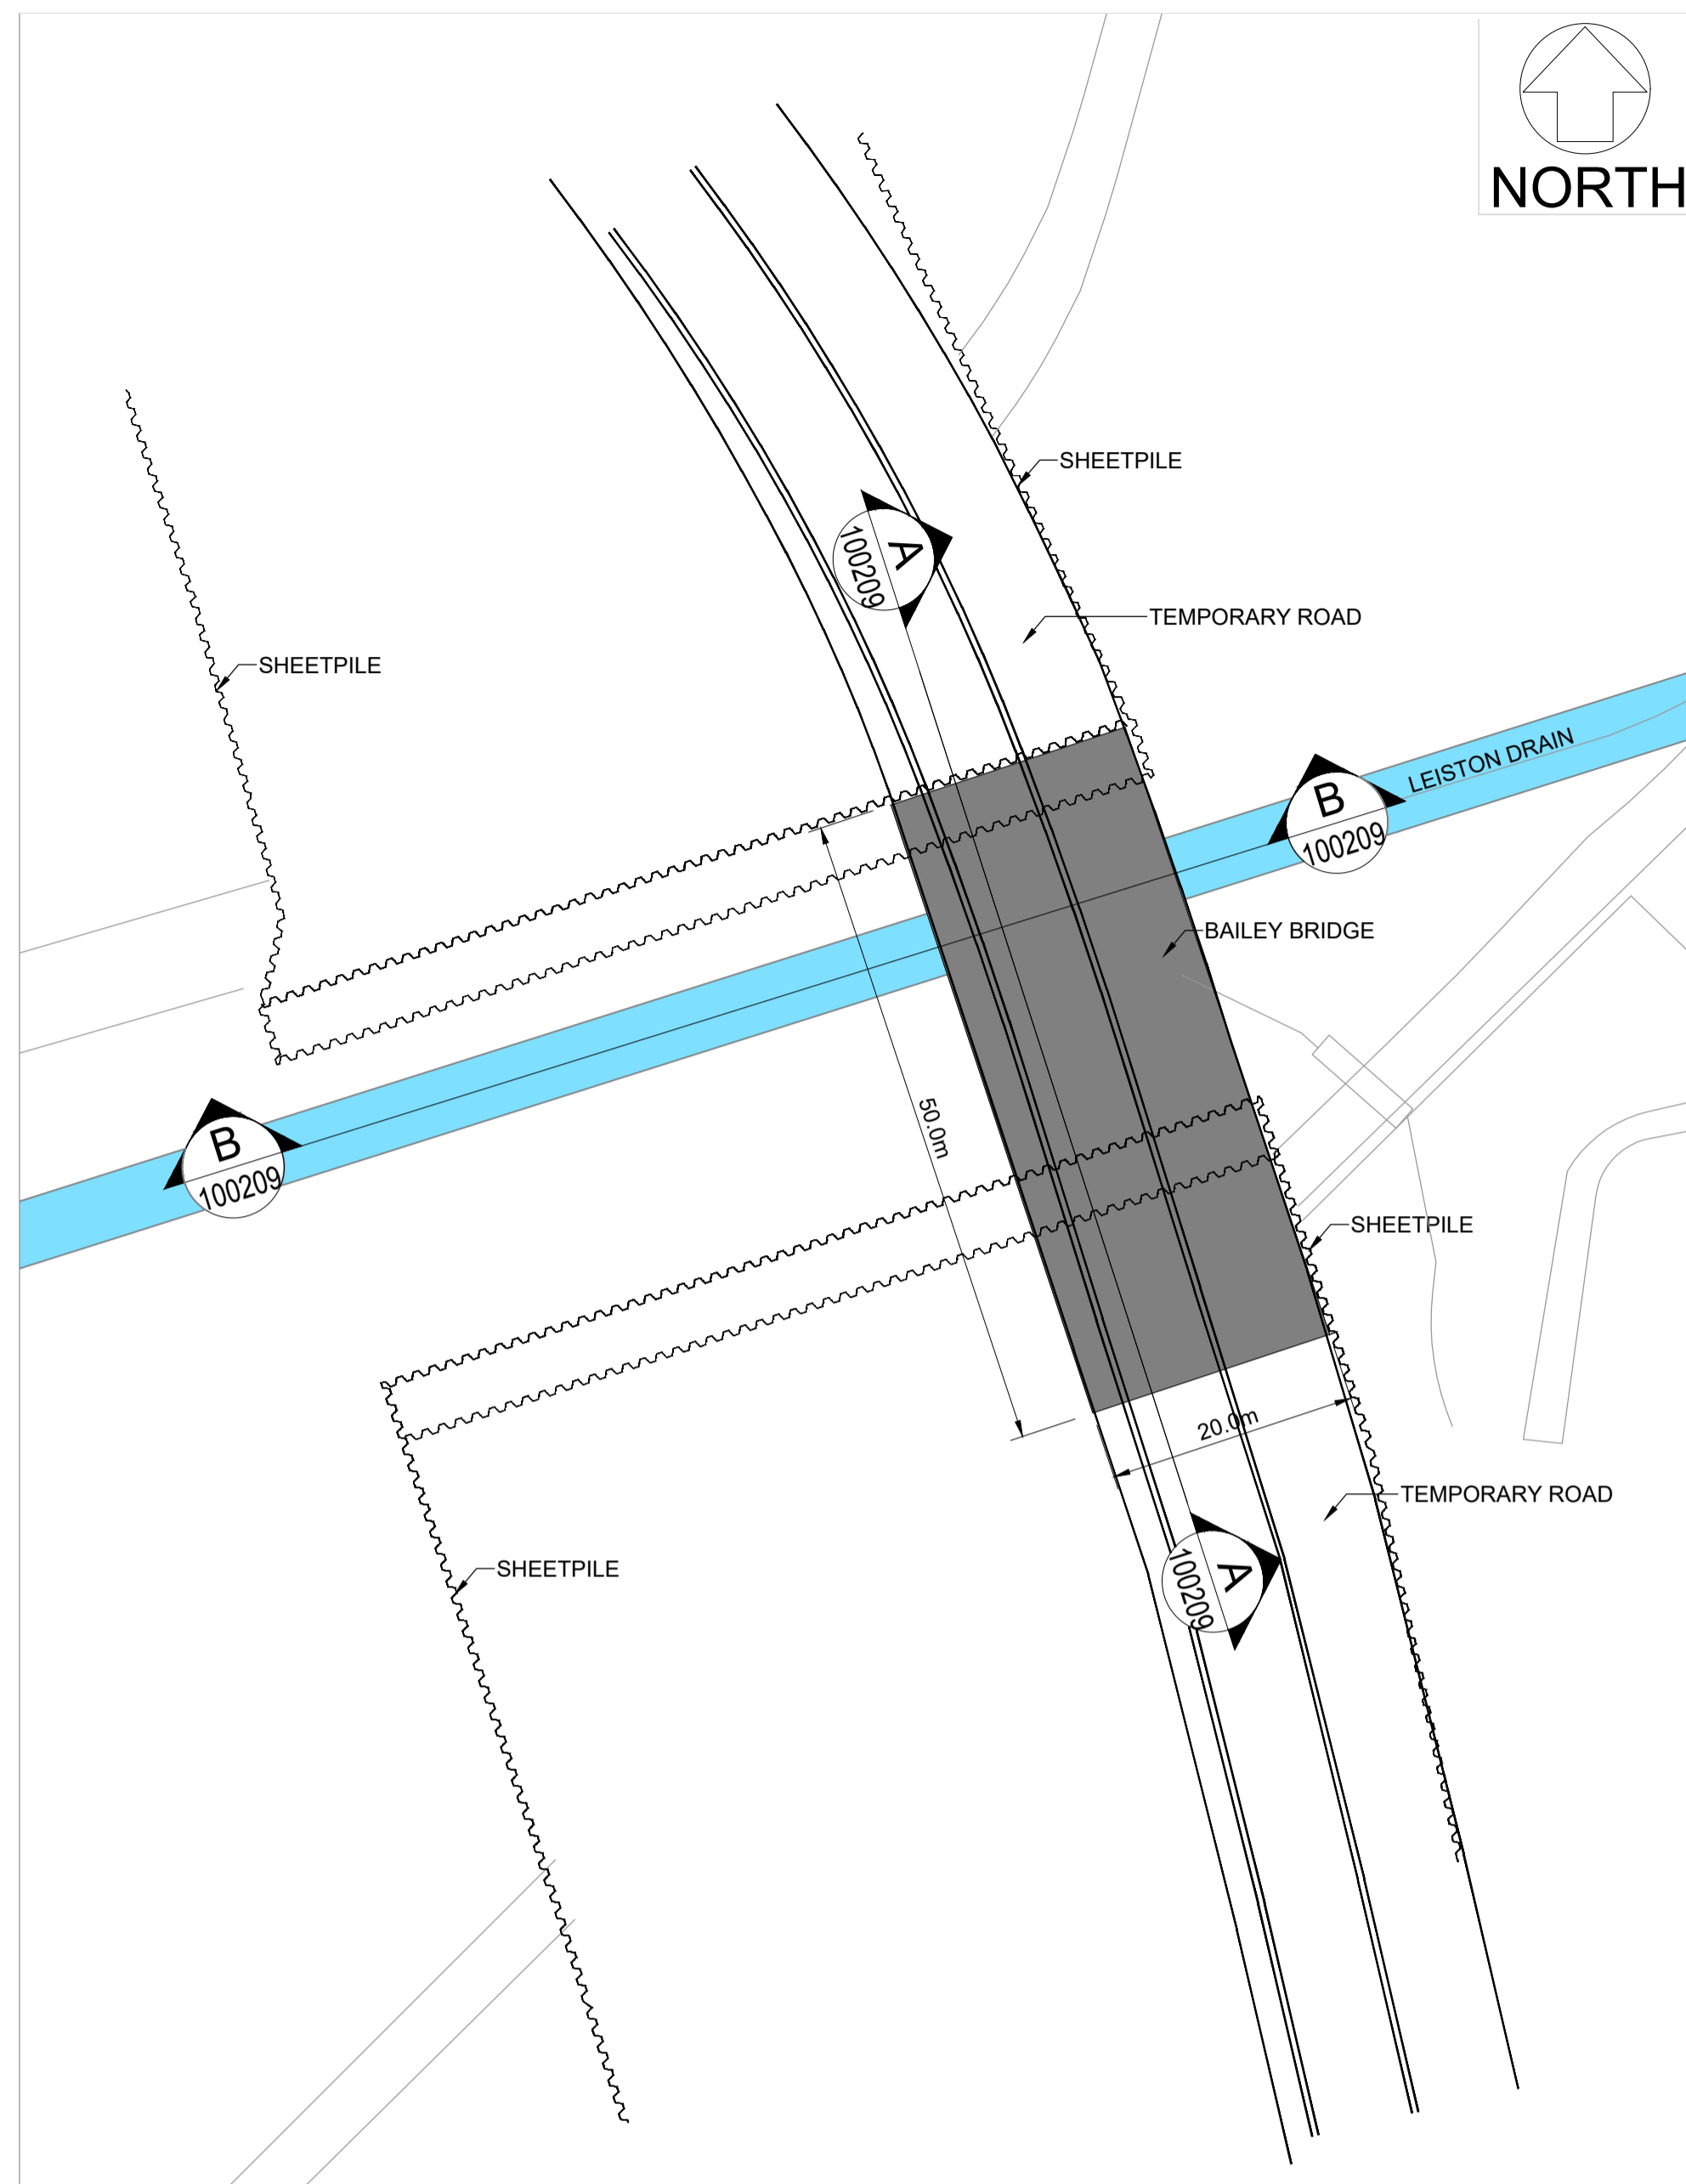 NORTH
SHEETPILE
A
100209
TEMPORARY ROAD
SHEETPILE
LEISTON DRAIN
B
100209
BAILEY BRIDGE
50.0m
B
100209
SHEETPILE
20.0m
TEMPORARY ROAD
SHEETPILE
A
100209